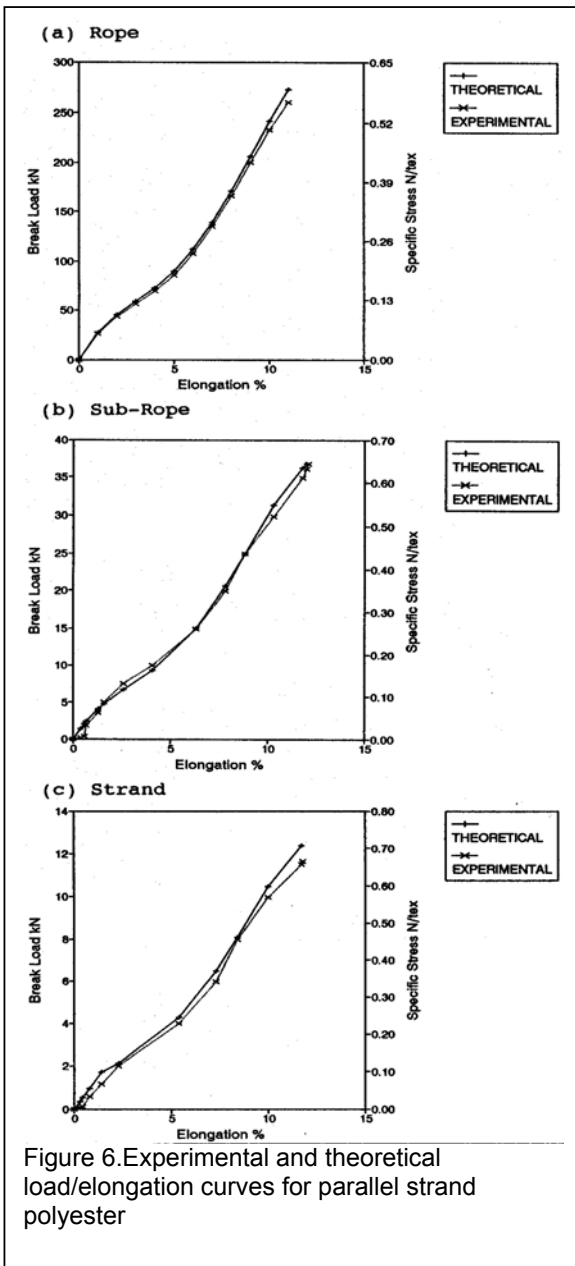 (a) Rope
300
250
200
150
100
50
0
Break Load kN
0.65
0.52
0.39
0.26
0.13
0.00
Specific Stress N/tex
0 5 10 15
Elongation %
THEORETICAL
EXPERIMENTAL
(b) Sub-Rope
40
35
30
25
20
15
10
5
0
Break Load kN
0.70
0.60
0.50
0.40
0.30
0.20
0.10
0.00
Specific Stress N/tex
0 5 10 15
Elongation %
THEORETICAL
EXPERIMENTAL
(c) Strand
14
12
10
8
6
4
2
0
Break Load kN
0.80
0.70
0.60
0.50
0.40
0.30
0.20
0.10
0.00
Specific Stress N/tex
0 5 10 15
Elongation %
THEORETICAL
EXPERIMENTAL
Figure 6.Experimental and theoretical
load/elongation curves for parallel strand
polyester